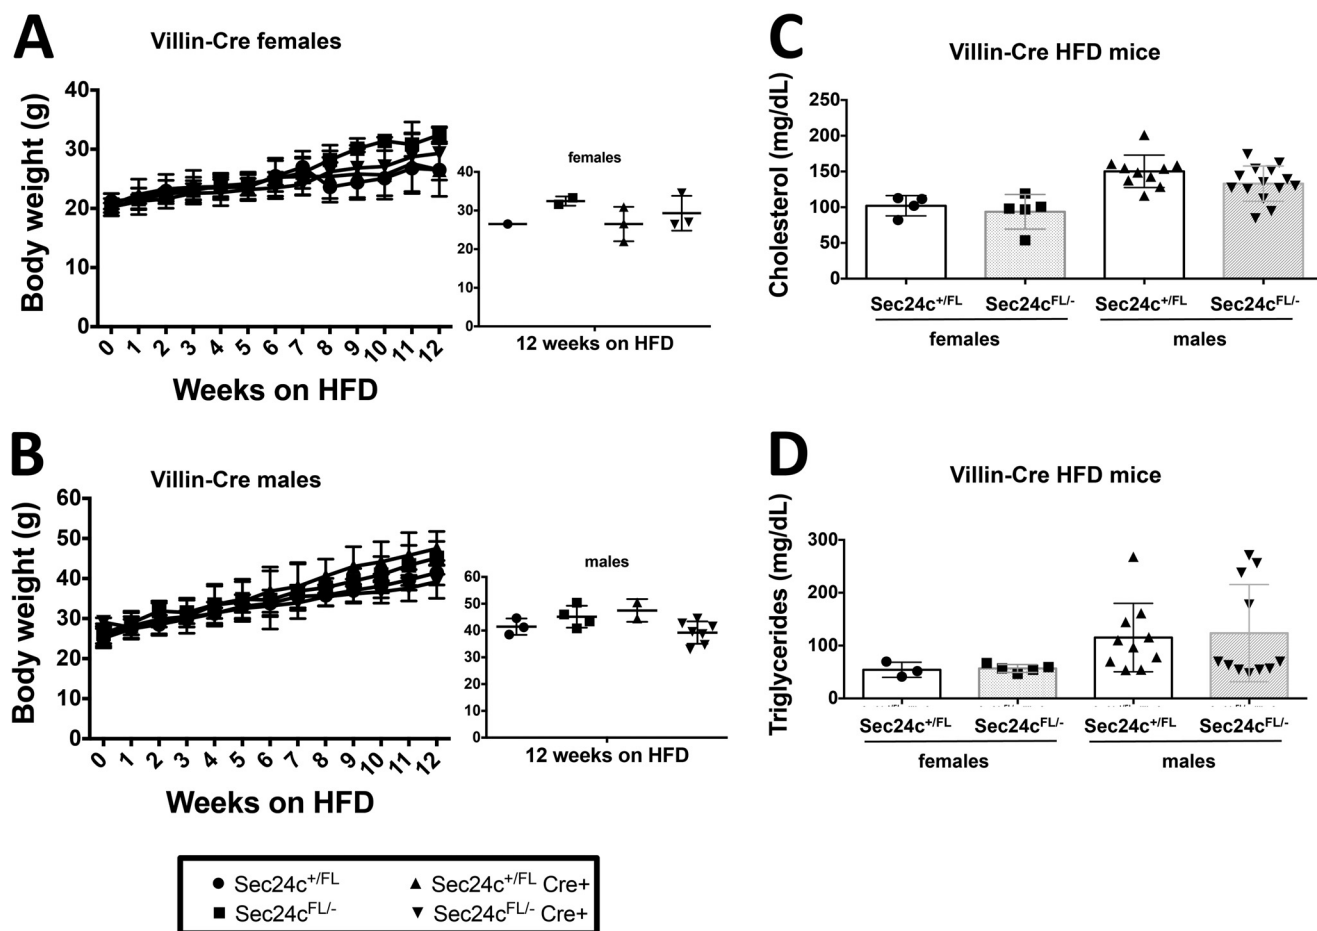 A
Villin-Cre females
Body weight (g)
40
30
20
10
0
0 1 2 3 4 5 6 7 8 9 10 11 12
Weeks on HFD
females
40
30
20
10
0
12 weeks on HFD
B
Villin-Cre males
Body weight (g)
60
50
40
30
20
10
0
0 1 2 3 4 5 6 7 8 9 10 11 12
Weeks on HFD
males
60
50
40
30
20
10
0
12 weeks on HFD
Sec24c+/FL
Sec24cFL/-
Sec24c+/FL Cre+
Sec24cFL/- Cre+
C
Villin-Cre HFD mice
Cholesterol (mg/dL)
250
200
150
100
50
0
Sec24c+/FL Sec24cFL/- Sec24c+/FL Sec24cFL/-
females males
D
Villin-Cre HFD mice
Triglycerides (mg/dL)
300
200
100
0
Sec24c+/FL Sec24cFL/- Sec24c+/FL Sec24cFL/-
females males